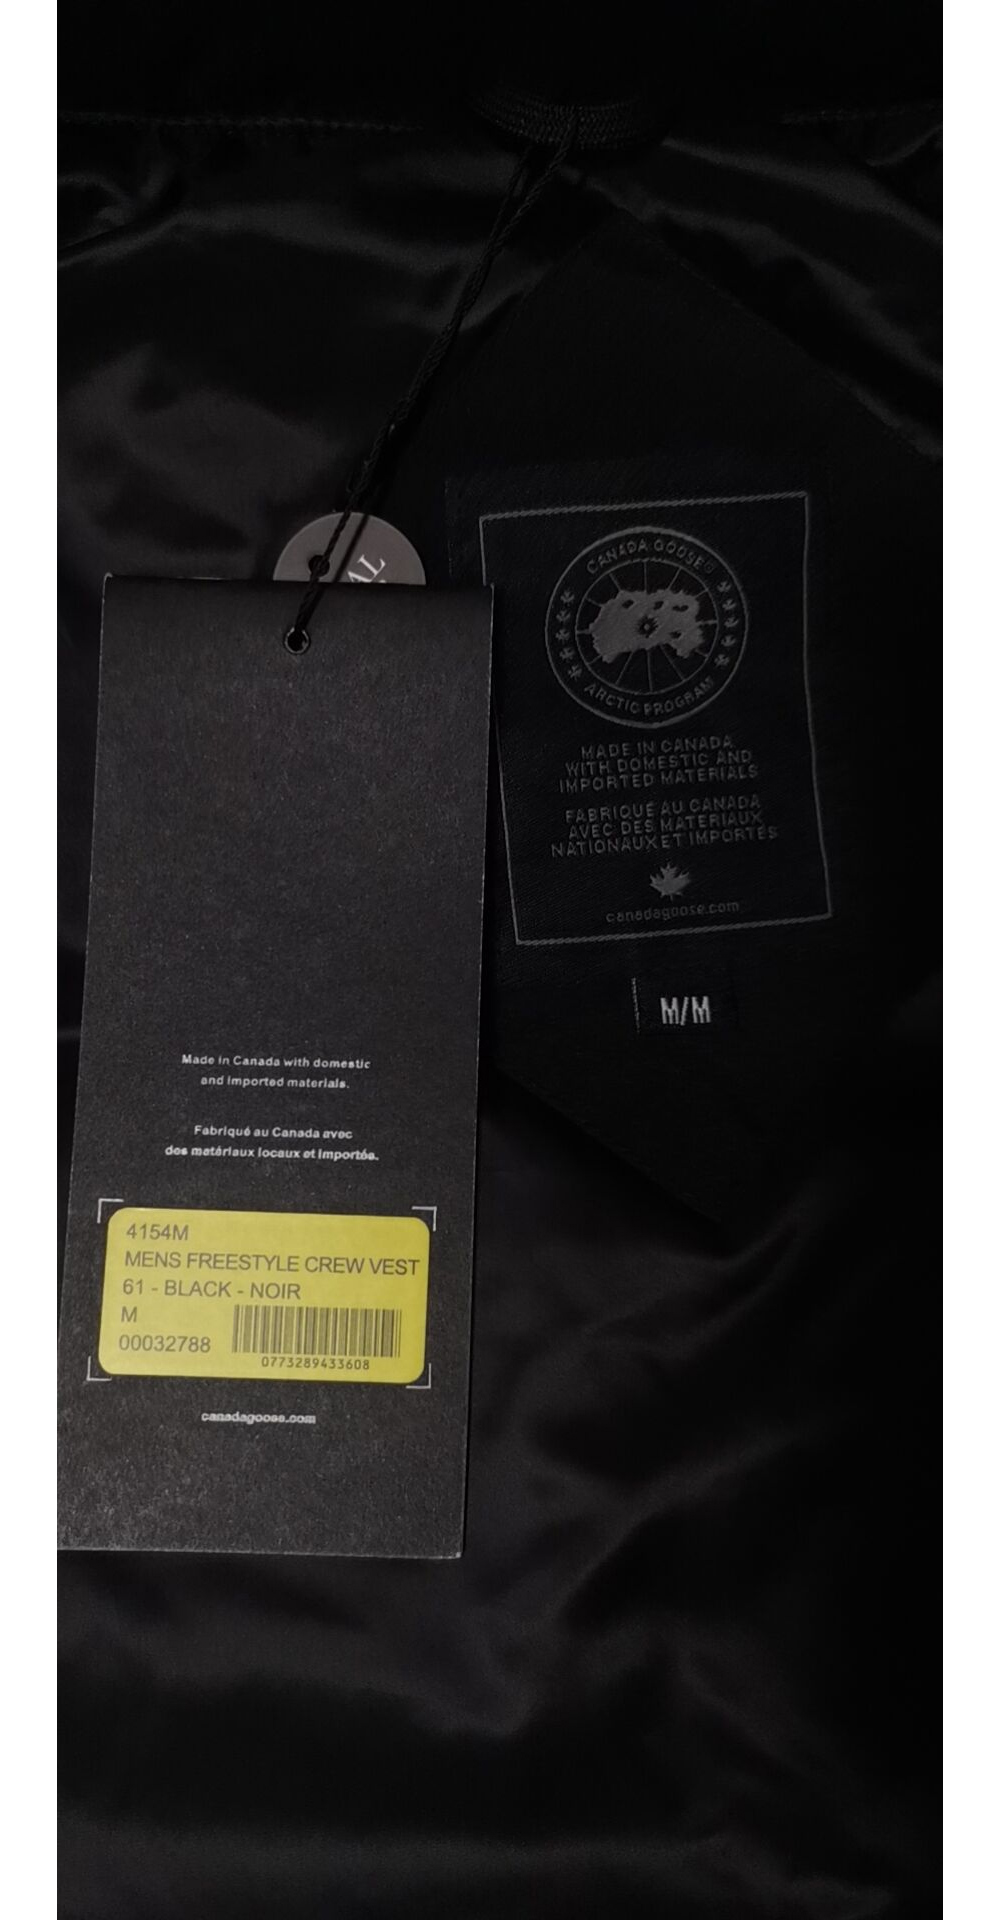 AL
CANADA GOOSE®
ARCTIC PROGRAM
MADE IN CANADA
WITH DOMESTIC AND
IMPORTED MATERIALS
FABRIQUÉ AU CANADA
AVEC DES MATERIAUX
NATIONAUX ET IMPORTÉS
canadagoose.com
M/M
Made in Canada with domestic
and imported materials.
Fabriqué au Canada avec
des matériaux locaux et importés.
4154M
MENS FREESTYLE CREW VEST
61 - BLACK - NOIR
M
00032788
0773289433608
canadagoose.com